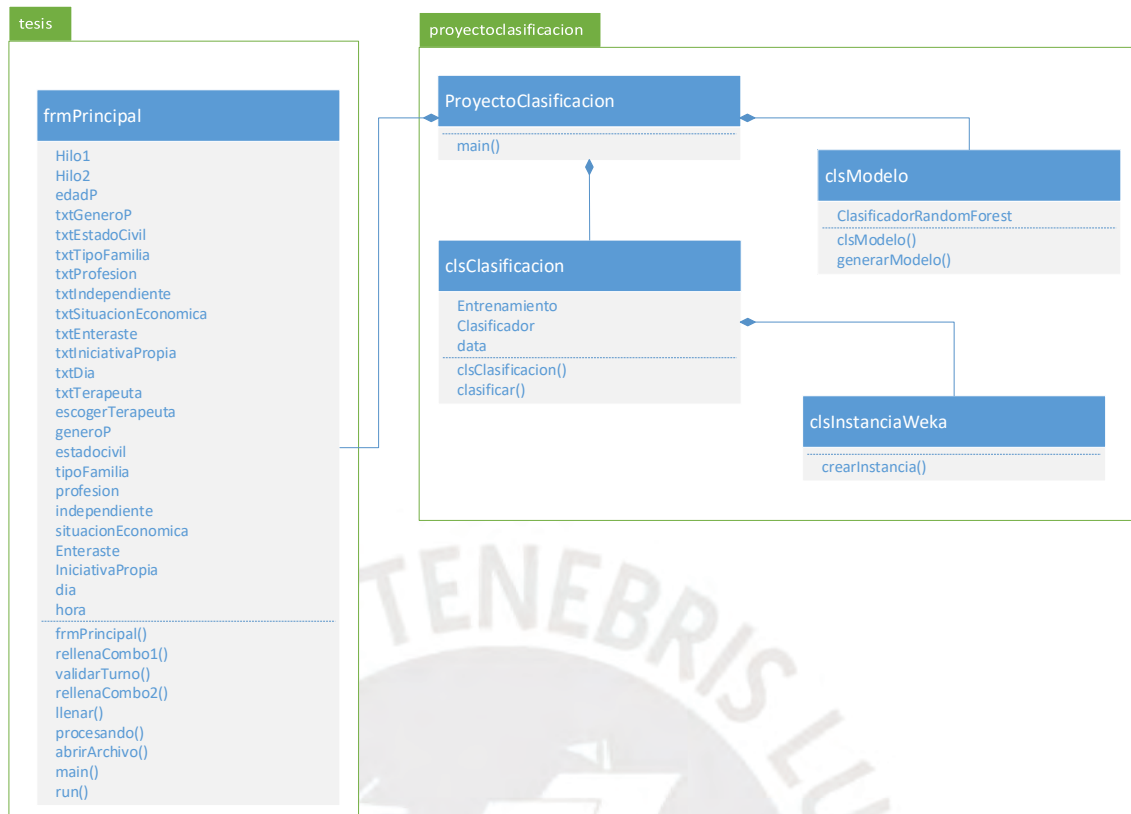 tesis
frmPrincipal
Hilo1
Hilo2
edadP
txtGeneroP
txtEstadoCivil
txtTipoFamilia
txtProfesion
txtIndependiente
txtSituacionEconomica
txtEnteraste
txtIniciativaPropia
txtDia
txtTerapeuta
escogerTerapeuta
generoP
estadocivil
tipoFamilia
profesion
independiente
situacionEconomica
Enteraste
IniciativaPropia
dia
hora
frmPrincipal()
rellenaCombo1()
validarTurno()
rellenaCombo2()
llenar()
procesando()
abrirArchivo()
main()
run()
proyectoclasificacion
ProyectoClasificacion
main()
clsModelo
ClasificadorRandomForest
clsModelo()
generarModelo()
clsClasificacion
Entrenamiento
Clasificador
data
clsClasificacion()
clasificar()
clsInstanciaWeka
crearInstancia()
TENEBRIS